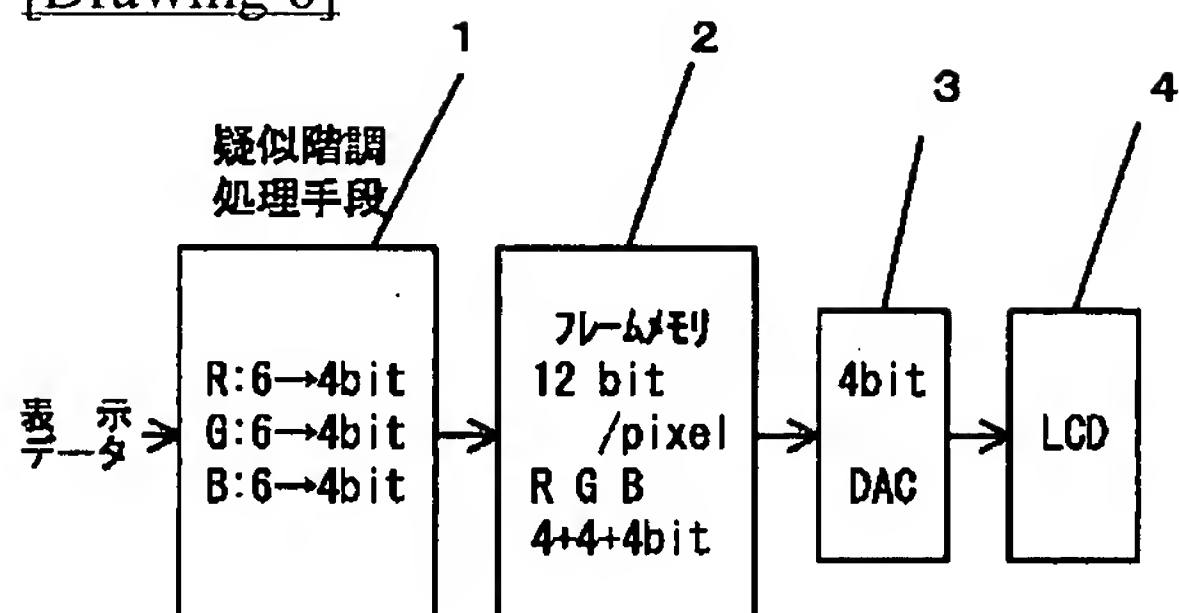 1
2
3
4
疑似階調
処理手段
R:6→4bit
G:6→4bit
B:6→4bit
フレームメモリ
12 bit
/pixel
R G B
4+4+4bit
4bit
DAC
LCD
表 示
データ